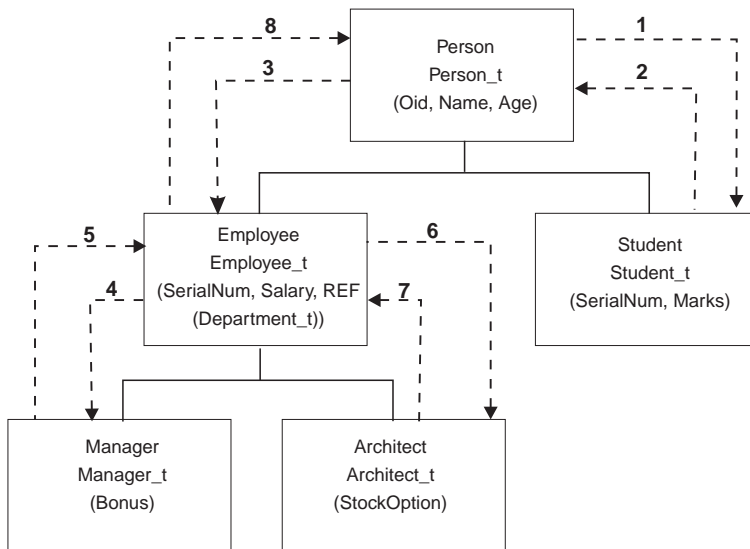 8
1
Person
3
2
Person_t
(Oid, Name, Age)
5
Employee
6
Student
Employee_t
Student_t
4
(SerialNum, Salary, REF
7
(SerialNum, Marks)
(Department_t))
Manager
Architect
Manager_t
Architect_t
(Bonus)
(StockOption)